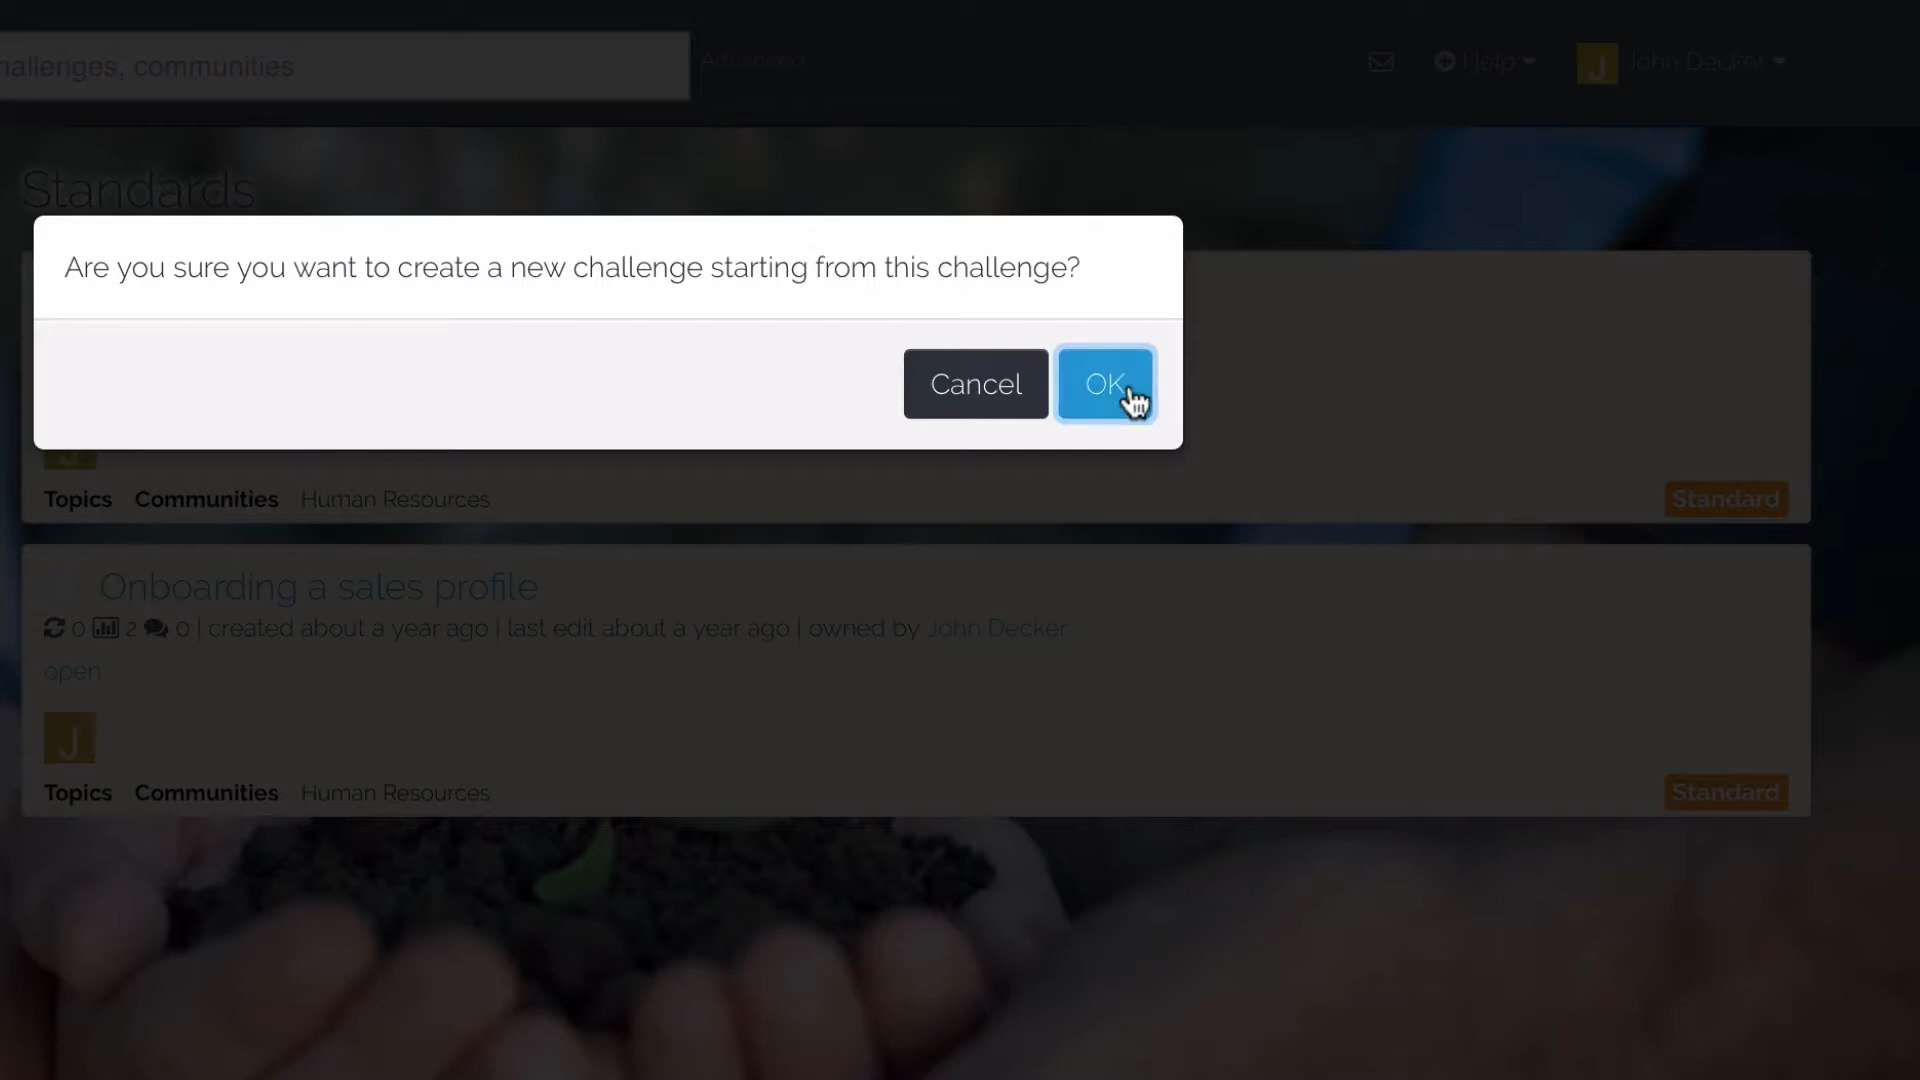 hallenges, communities
Advanced
Help
J John Decker
Standards
Are you sure you want to create a new challenge starting from this challenge?
Cancel OK
Topics Communities Human Resources
Standard
Onboarding a sales profile
0 2 0 | created about a year ago | last edit about a year ago | owned by John Decker
open
J
Topics Communities Human Resources
Standard